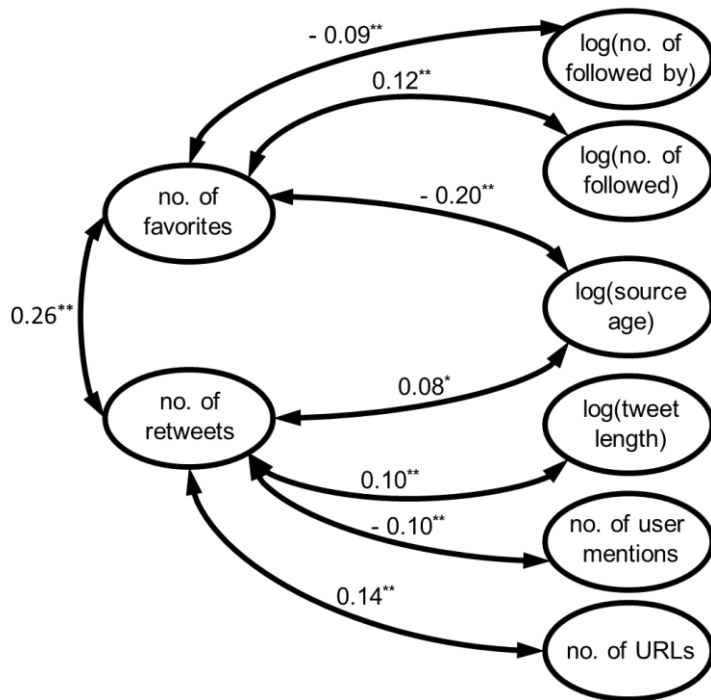 - 0.09**
log(no. of
followed by)
0.12**
log(no. of
followed)
no. of
favorites
- 0.20**
0.26**
log(source
age)
no. of
retweets
0.08*
log(tweet
length)
0.10**
- 0.10**
no. of user
mentions
0.14**
no. of URLs